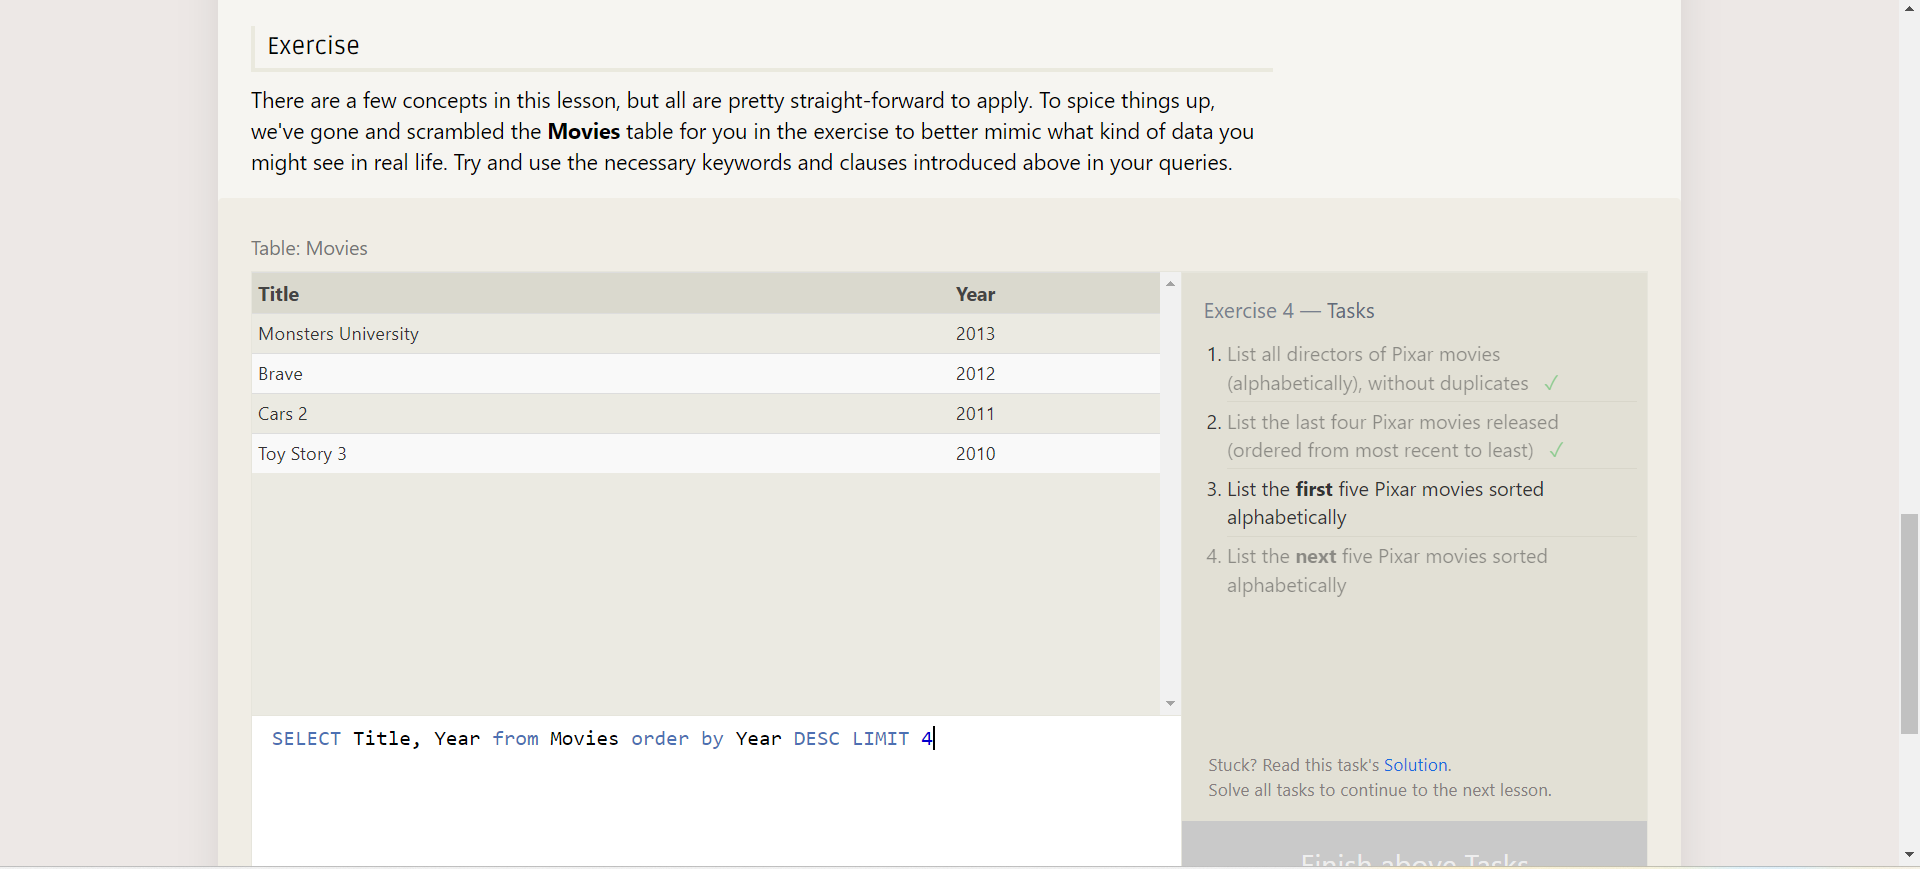 Exercise
There are a few concepts in this lesson, but all are pretty straight-forward to apply. To spice things up,
we've gone and scrambled the Movies table for you in the exercise to better mimic what kind of data you
might see in real life. Try and use the necessary keywords and clauses introduced above in your queries.
Table: Movies
Title Year
Monsters University 2013
Brave 2012
Cars 2 2011
Toy Story 3 2010
SELECT Title, Year from Movies order by Year DESC LIMIT 4
Exercise 4 — Tasks
1. List all directors of Pixar movies
(alphabetically), without duplicates ✓
2. List the last four Pixar movies released
(ordered from most recent to least) ✓
3. List the first five Pixar movies sorted
alphabetically
4. List the next five Pixar movies sorted
alphabetically
Stuck? Read this task's Solution.
Solve all tasks to continue to the next lesson.
Finish above Tasks